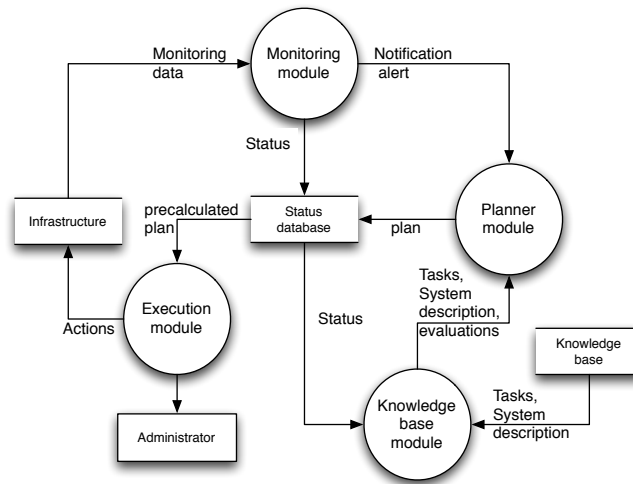 Monitoring
data
Monitoring
module
Notification
alert
Status
Infrastructure
precalculated
plan
Status
database
plan
Planner
module
Tasks,
System
description,
evaluations
Actions
Execution
module
Status
Knowledge
base
Administrator
Knowledge
base
module
Tasks,
System
description